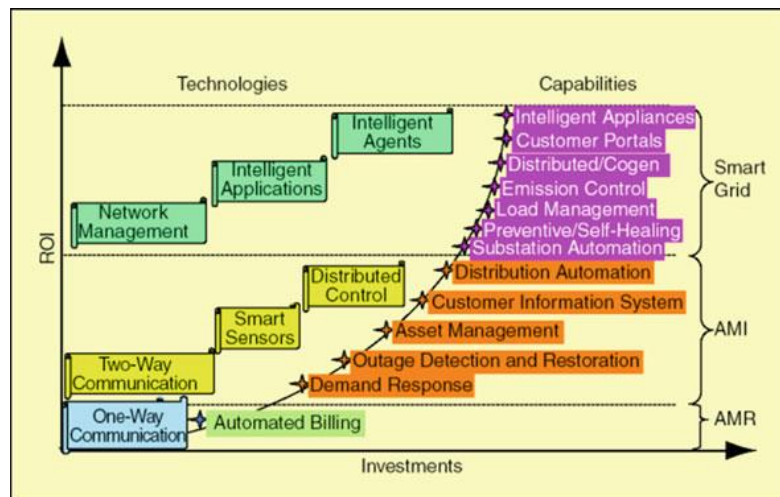 Technologies
Capabilities
Intelligent
Agents
Intelligent
Applications
Network
Management
Intelligent Appliances
Customer Portals
Distributed/Cogen
Emission Control
Load Management
Preventive/Self-Healing
Substation Automation
Smart
Grid
ROI
Distributed
Control
Smart
Sensors
Two-Way
Communication
Distribution Automation
Customer Information System
Asset Management
Outage Detection and Restoration
Demand Response
AMI
One-Way
Communication
Automated Billing
AMR
Investments